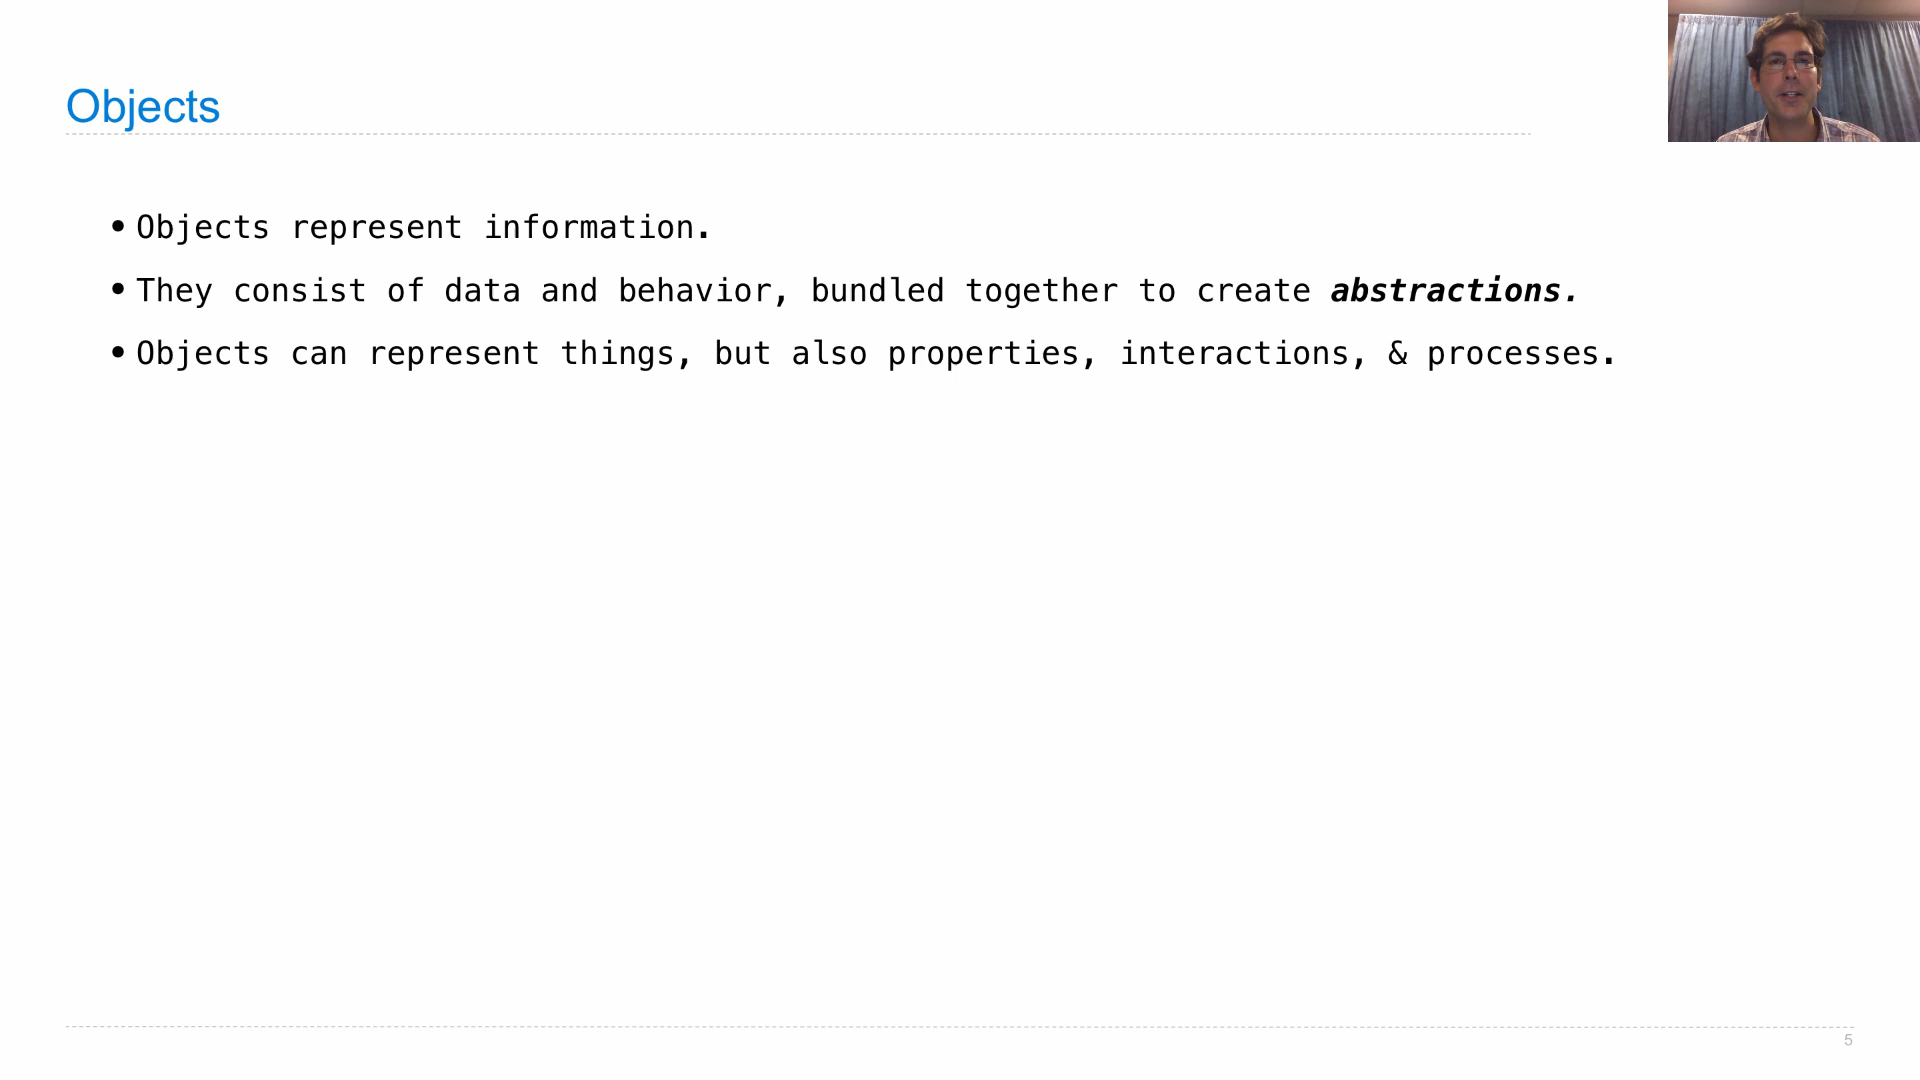 Objects
• Objects represent information.
• They consist of data and behavior, bundled together to create abstractions.
• Objects can represent things, but also properties, interactions, & processes.
5